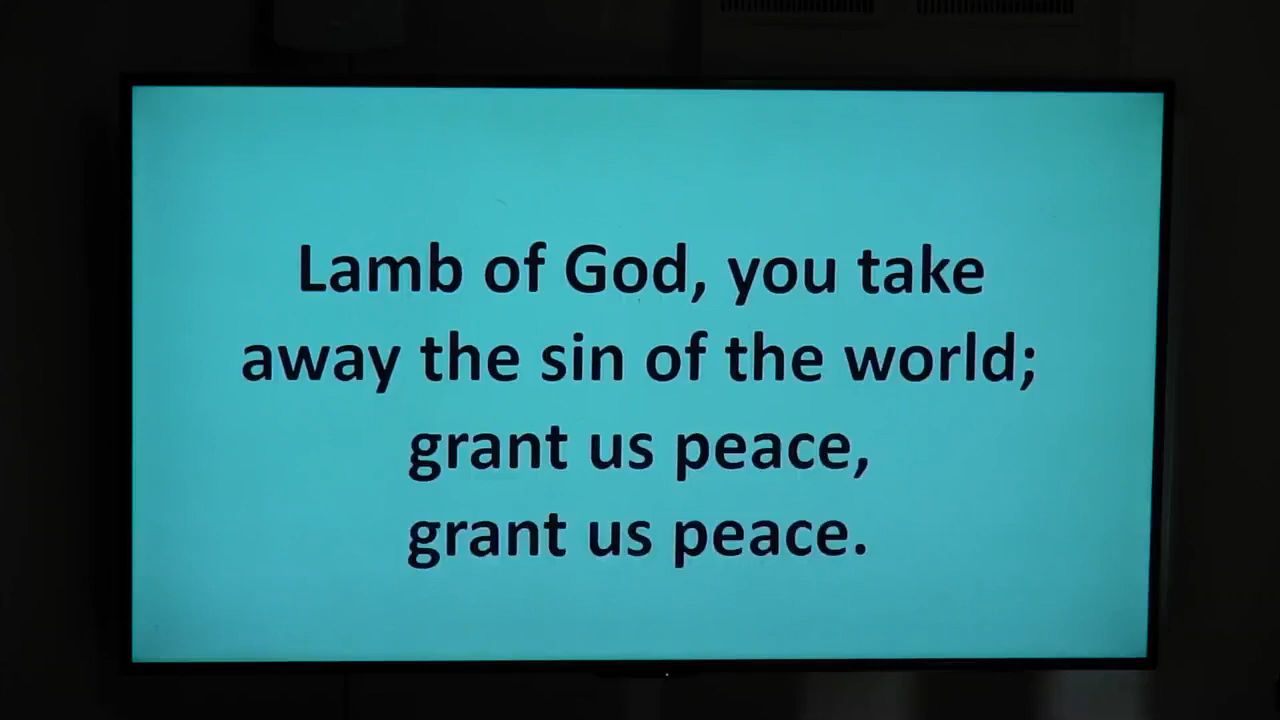 Lamb of God, you take
away the sin of the world;
grant us peace,
grant us peace.